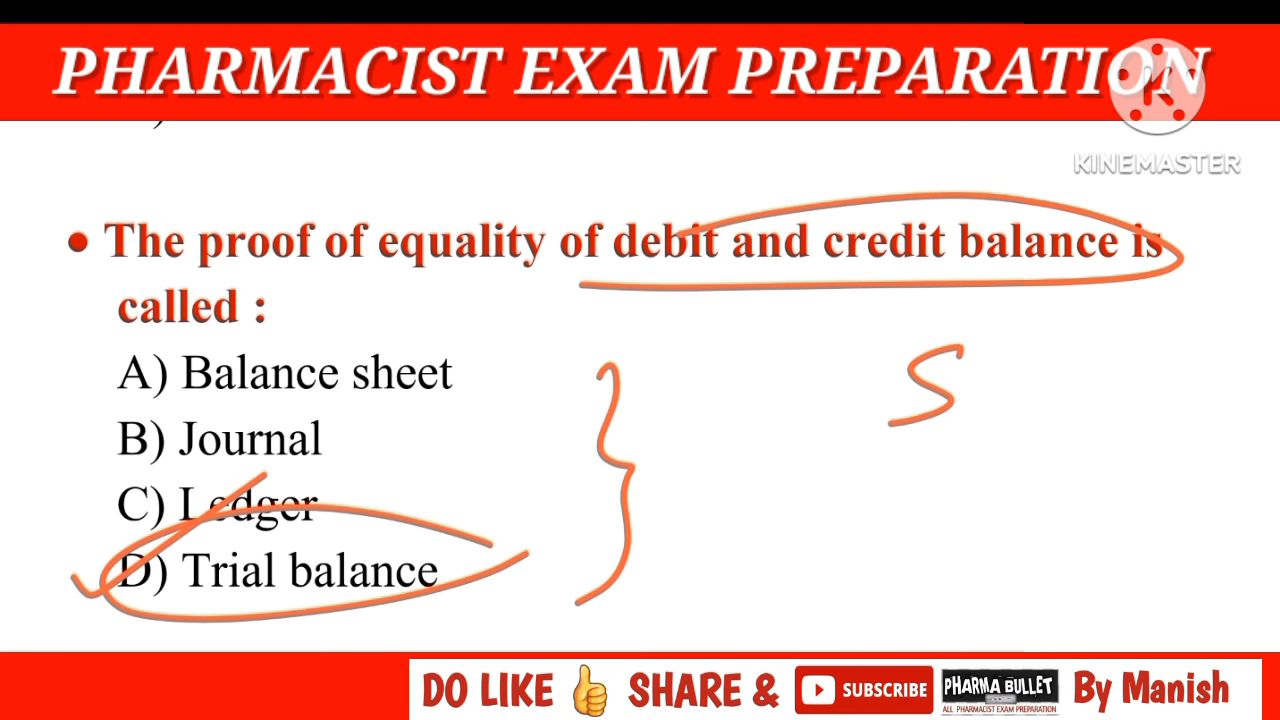 PHARMACIST EXAM PREPARATION
KINEMASTER
• The proof of equality of debit and credit balance is
called :
A) Balance sheet
B) Journal
C) Ledger
D) Trial balance
S
DO LIKE SHARE & SUBSCRIBE PHARMA BULLET By Manish
ALL PHARMACIST EXAM PREPARATION